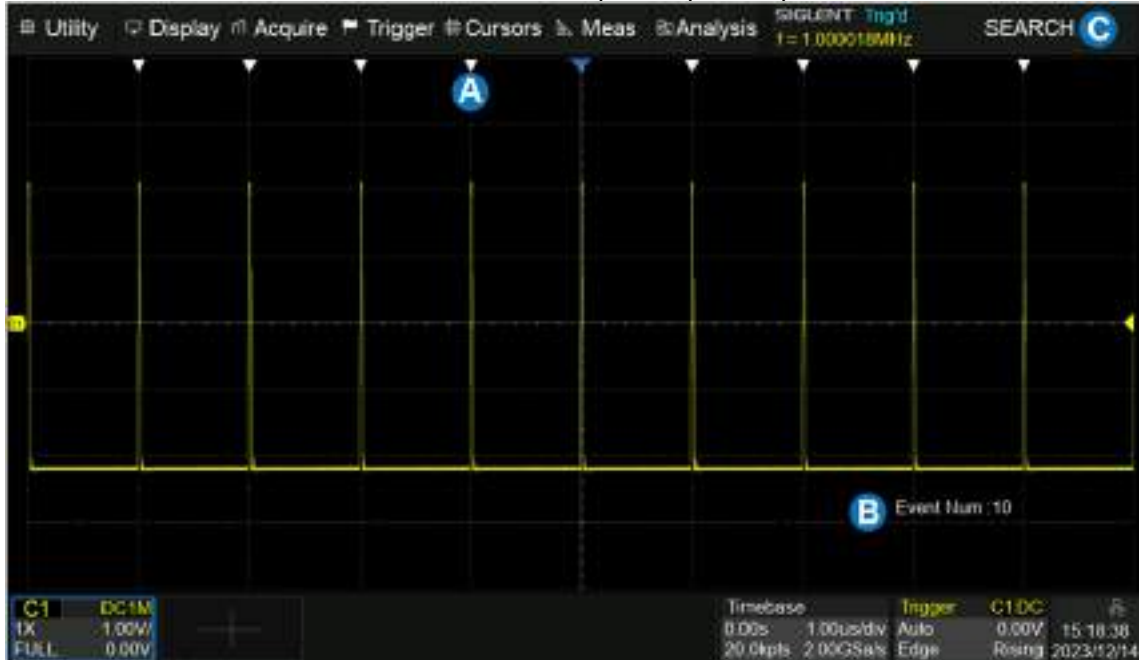 Utility Display Acquire Trigger Cursors Meas Analysis SIGLENT Trig'd
f = 1.000018MHz
SEARCH C
A
B Event Num :10
C1 DC1M
1X 1.00V/
FULL 0.00V
Timebase
0.00s 1.00us/div
20.0kpts 2.00GSa/s
Trigger C1:DC
Auto 0.00V
Edge Rising
15:18:38
2023/12/14